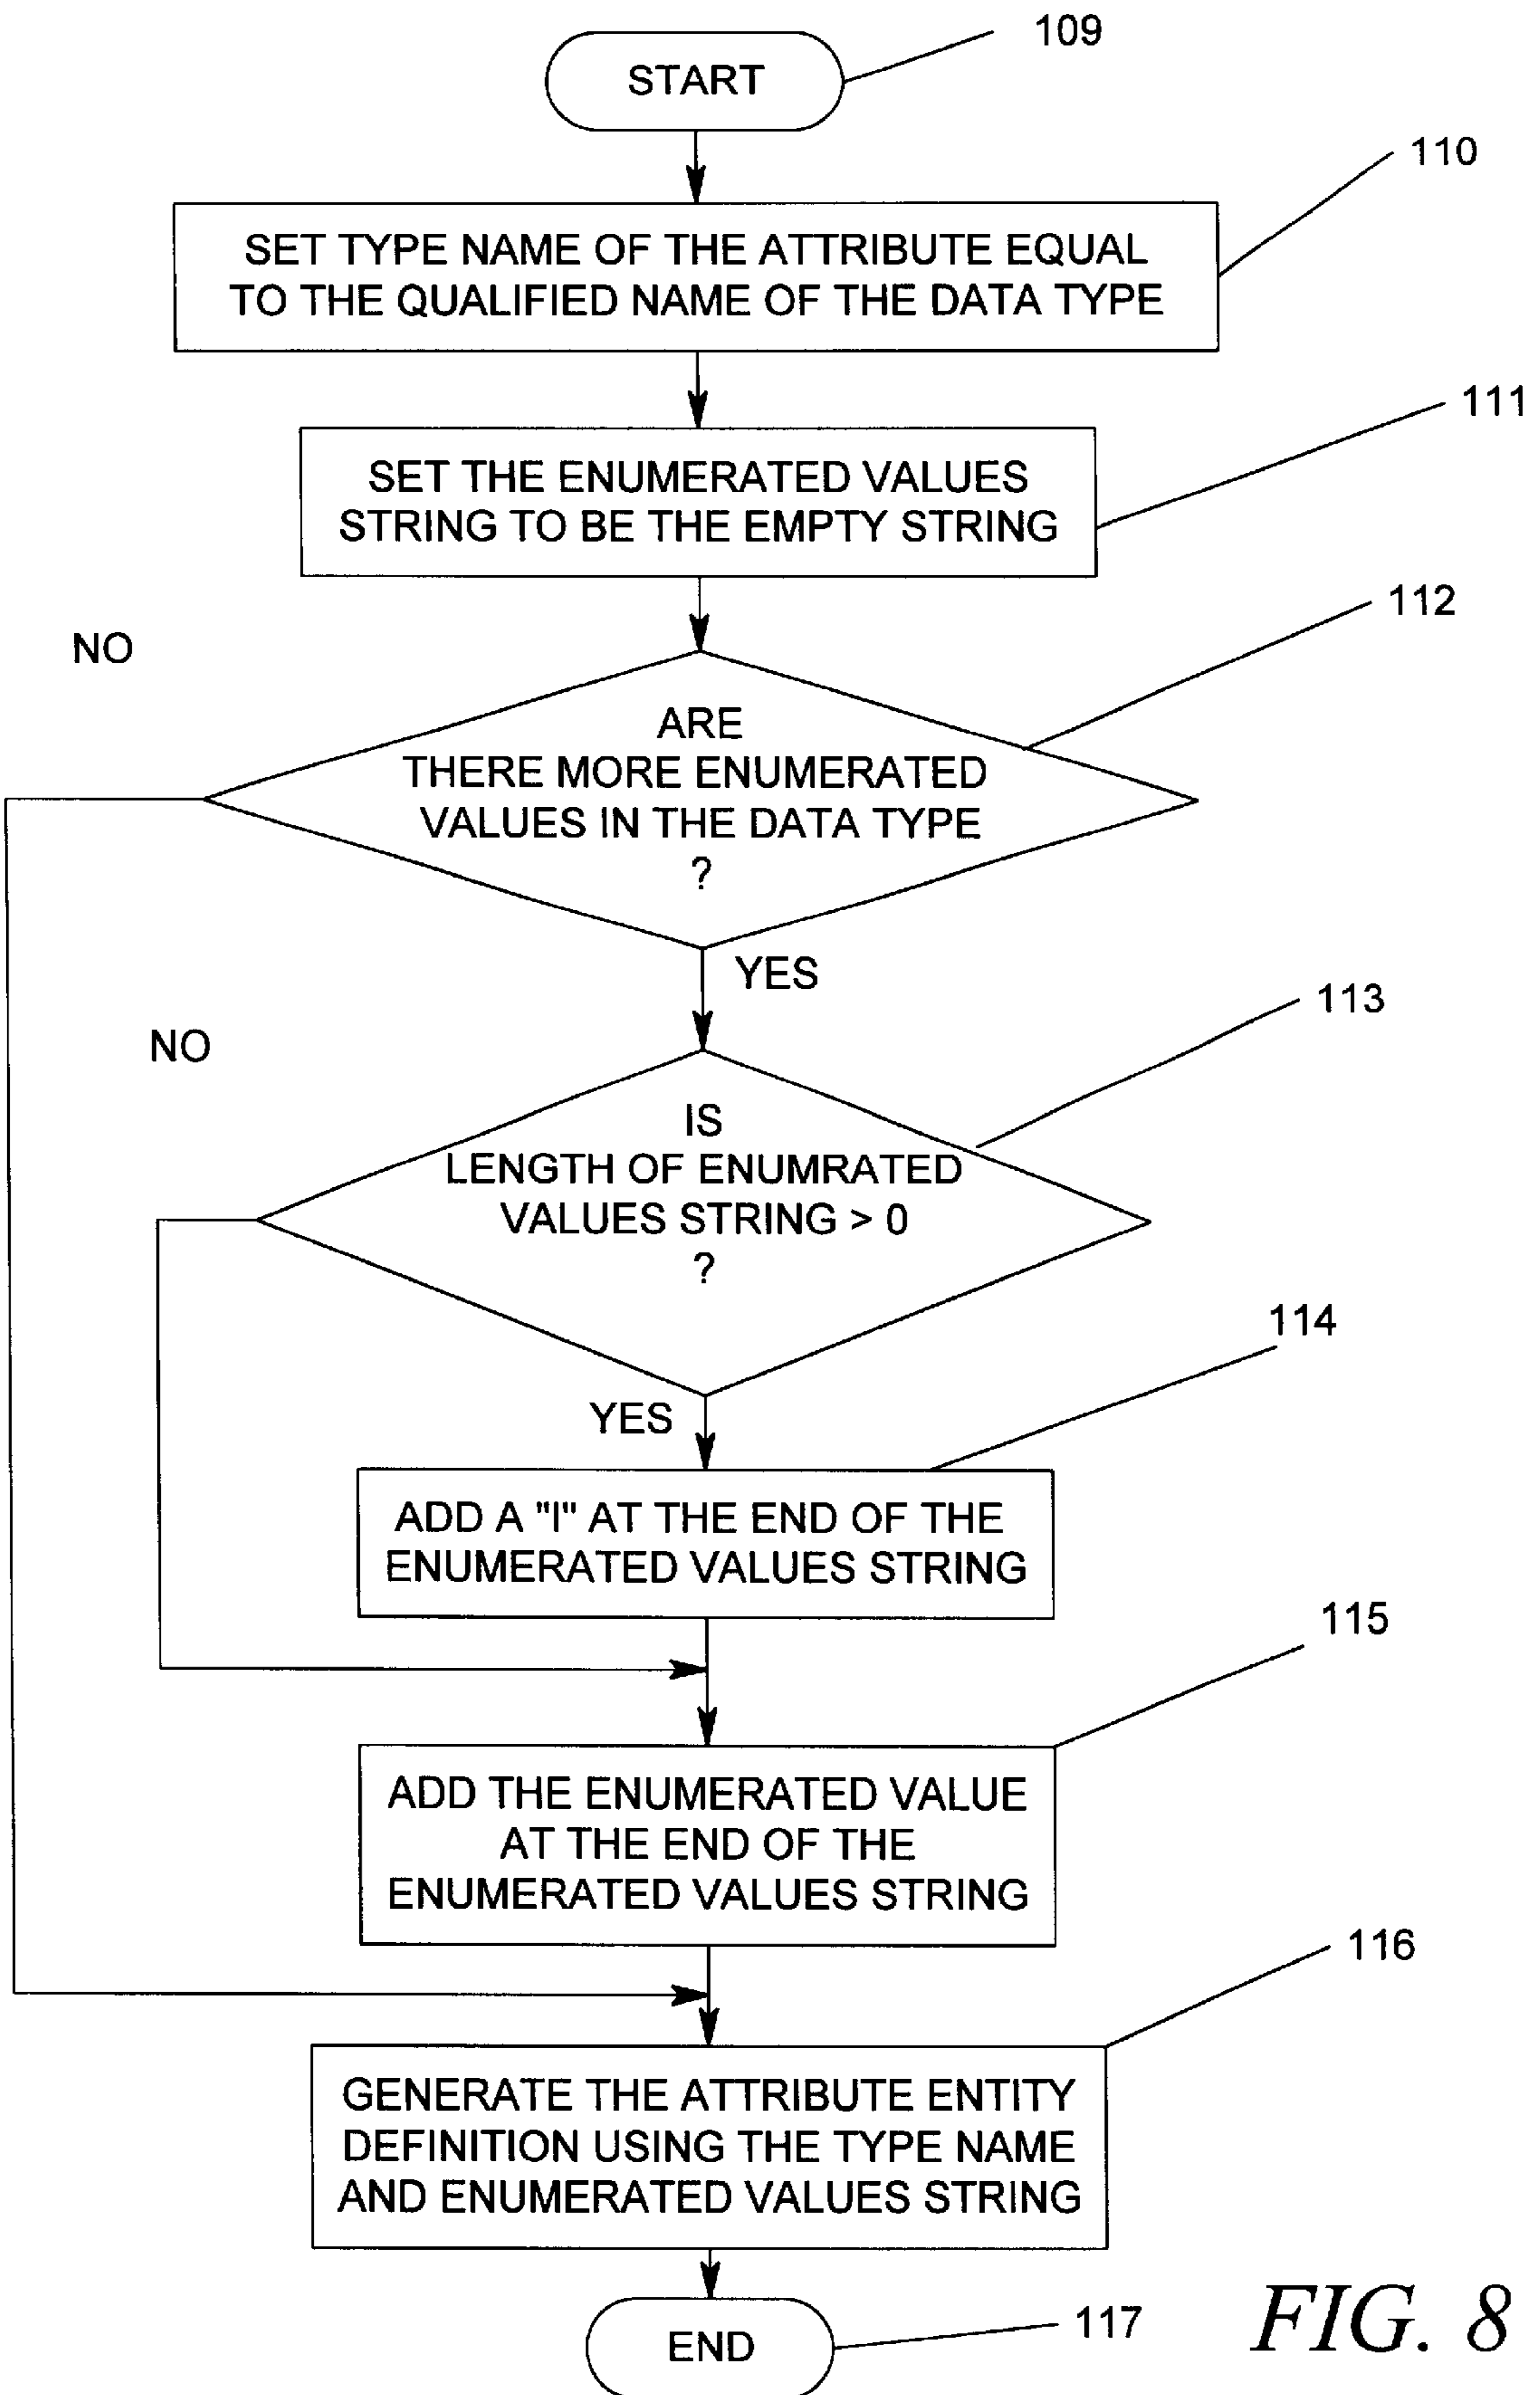 109
START
110
SET TYPE NAME OF THE ATTRIBUTE EQUAL
TO THE QUALIFIED NAME OF THE DATA TYPE
111
SET THE ENUMERATED VALUES
STRING TO BE THE EMPTY STRING
112
NO
ARE
THERE MORE ENUMERATED
VALUES IN THE DATA TYPE
?
YES
113
NO
IS
LENGTH OF ENUMRATED
VALUES STRING > 0
?
114
YES
ADD A "I" AT THE END OF THE
ENUMERATED VALUES STRING
115
ADD THE ENUMERATED VALUE
AT THE END OF THE
ENUMERATED VALUES STRING
116
GENERATE THE ATTRIBUTE ENTITY
DEFINITION USING THE TYPE NAME
AND ENUMERATED VALUES STRING
117
END
FIG. 8